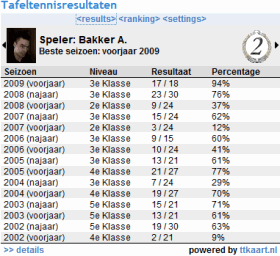 Tafeltennisresultaten
<results> <ranking> <settings>
Speler: Bakker A.
Beste seizoen: voorjaar 2009
2
Seizoen Niveau Resultaat Percentage
2009 (voorjaar) 3e Klasse 17 / 18 94%
2008 (najaar) 3e Klasse 23 / 30 76%
2008 (voorjaar) 2e Klasse 9 / 24 37%
2007 (najaar) 3e Klasse 15 / 24 62%
2007 (voorjaar) 2e Klasse 3 / 24 12%
2006 (najaar) 3e Klasse 9 / 15 60%
2006 (voorjaar) 3e Klasse 10 / 24 41%
2005 (najaar) 3e Klasse 13 / 21 61%
2005 (voorjaar) 4e Klasse 21 / 27 77%
2004 (najaar) 3e Klasse 7 / 24 29%
2004 (voorjaar) 4e Klasse 19 / 27 70%
2003 (najaar) 5e Klasse 15 / 21 71%
2003 (voorjaar) 5e Klasse 13 / 21 61%
2002 (najaar) 5e Klasse 19 / 30 63%
2002 (voorjaar) 4e Klasse 2 / 21 9%
>> details powered by ttkaart.nl